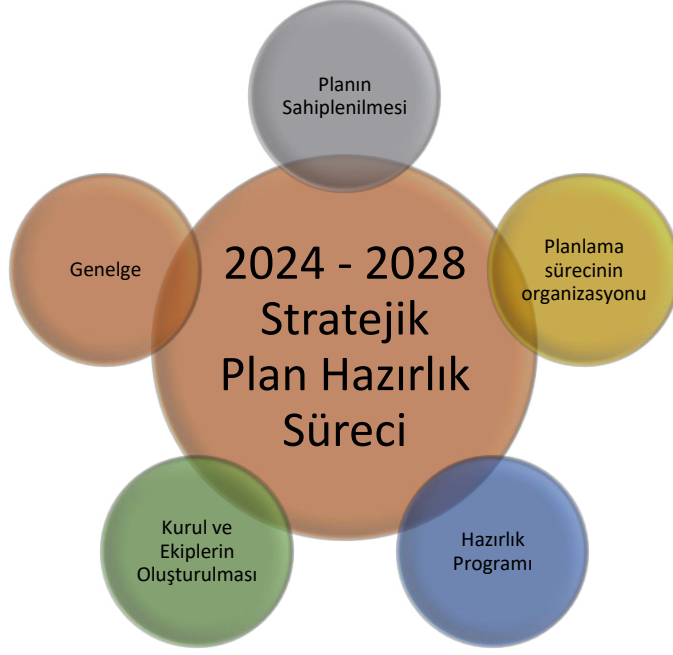 Planın
Sahiplenilmesi
Genelge
2024 - 2028
Stratejik
Plan Hazırlık
Süreci
Planlama
sürecinin
organizasyonu
Kurul ve
Ekiplerin
Oluşturulması
Hazırlık
Programı